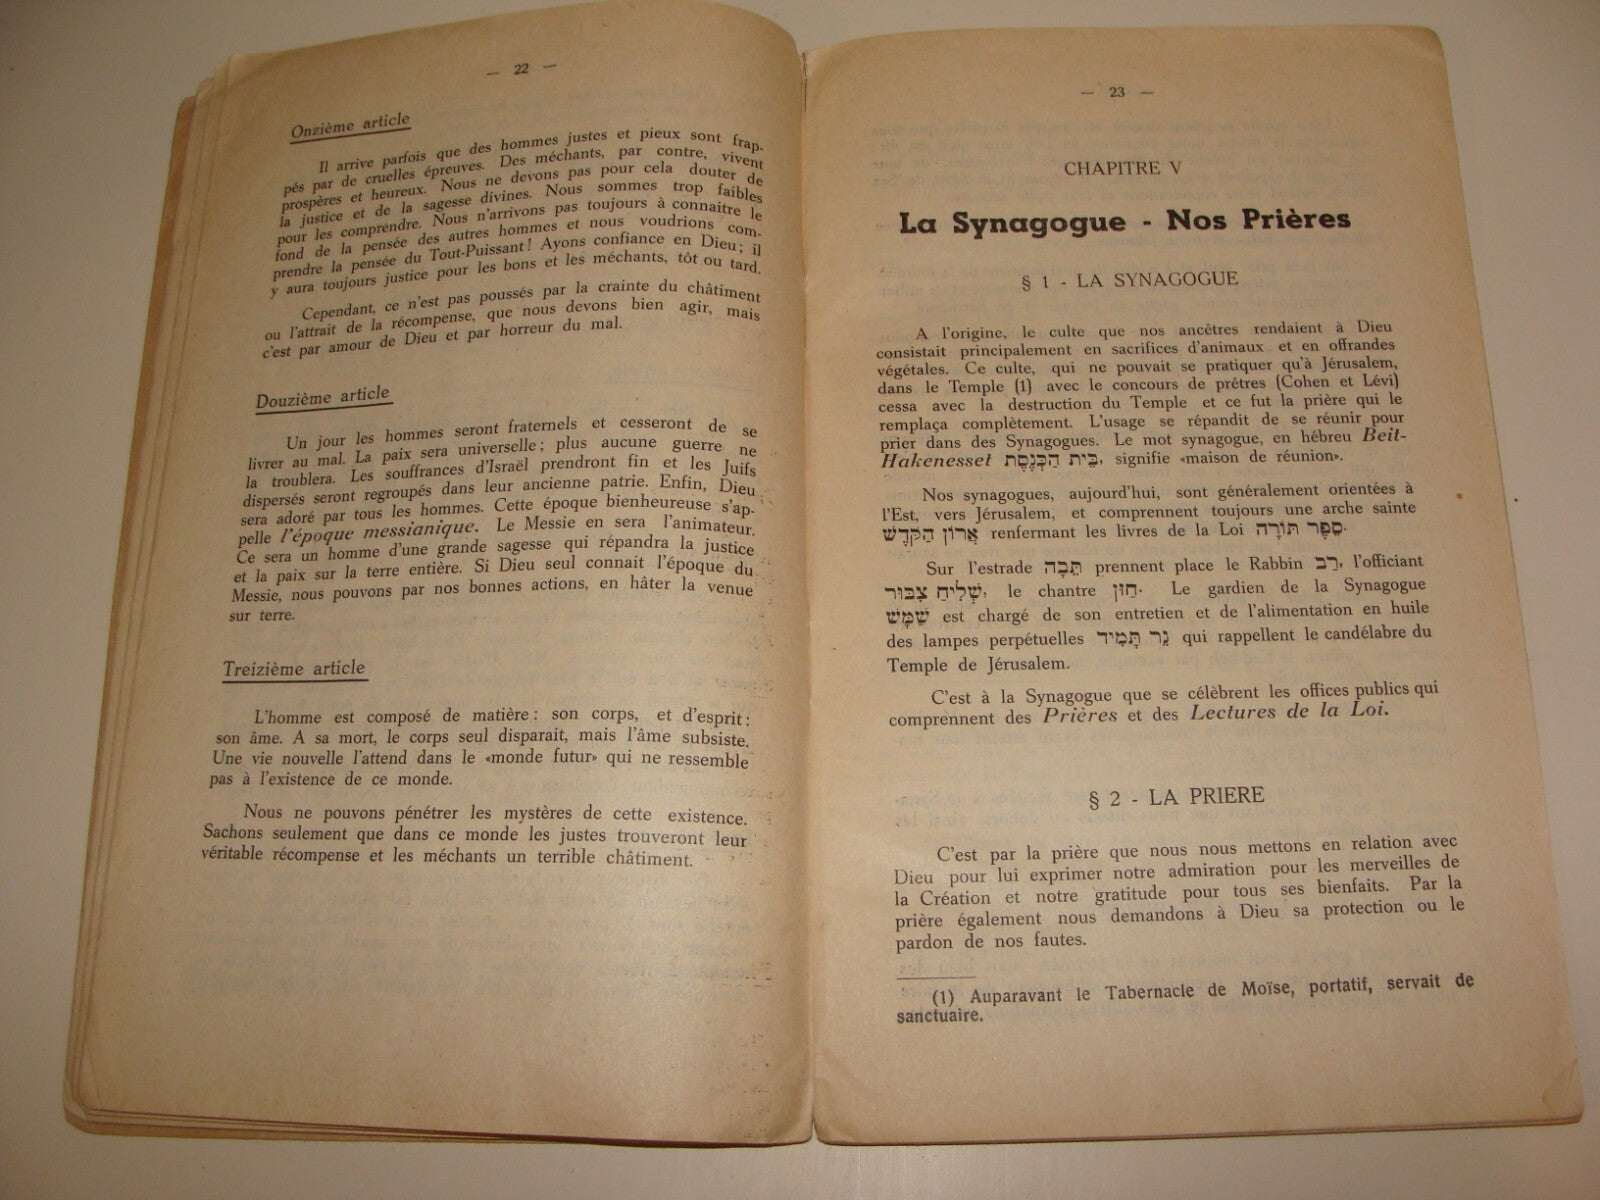 — 22 —
Onzième article
Il arrive parfois que des hommes justes et pieux sont frap-
pés par de cruelles épreuves. Des méchants, par contre, vivent
prospères et heureux. Nous ne devons pas pour cela douter de
la justice et de la sagesse divines. Nous sommes trop faibles
pour les comprendre. Nous n'arrivons pas toujours à connaitre le
fond de la pensée des autres hommes et nous voudrions com-
prendre la pensée du Tout-Puissant! Ayons confiance en Dieu; il
y aura toujours justice pour les bons et les méchants, tôt ou tard.
Cependant, ce n'est pas poussés par la crainte du châtiment
ou l'attrait de la récompense, que nous devons bien agir, mais
c'est par amour de Dieu et par horreur du mal.
Douzième article
Un jour les hommes seront fraternels et cesseront de se
livrer au mal. La paix sera universelle; plus aucune guerre ne
la troublera. Les souffrances d'Israël prendront fin et les Juifs
dispersés seront regroupés dans leur ancienne patrie. Enfin, Dieu
sera adoré par tous les hommes. Cette époque bienheureuse s'ap-
pelle l'époque messianique. Le Messie en sera l'animateur.
Ce sera un homme d'une grande sagesse qui répandra la justice
et la paix sur la terre entière. Si Dieu seul connait l'époque du
Messie, nous pouvons par nos bonnes actions, en hâter la venue
sur terre.
Treizième article
L'homme est composé de matière: son corps, et d'esprit:
son âme. A sa mort, le corps seul disparait, mais l'âme subsiste.
Une vie nouvelle l'attend dans le «monde futur» qui ne ressemble
pas à l'existence de ce monde.
Nous ne pouvons pénétrer les mystères de cette existence.
Sachons seulement que dans ce monde les justes trouveront leur
véritable récompense et les méchants un terrible châtiment.
— 23 —
CHAPITRE V
La Synagogue - Nos Prières
§ 1 - LA SYNAGOGUE
A l'origine, le culte que nos ancêtres rendaient à Dieu
consistait principalement en sacrifices d'animaux et en offrandes
végétales. Ce culte, qui ne pouvait se pratiquer qu'à Jérusalem,
dans le Temple (1) avec le concours de prêtres (Cohen et Lévi)
cessa avec la destruction du Temple et ce fut la prière qui le
remplaça complètement. L'usage se répandit de se réunir pour
prier dans des Synagogues. Le mot synagogue, en hébreu Beit-
Hakenesset בֵּית הַכְּנֶסֶת, signifie «maison de réunion».
Nos synagogues, aujourd'hui, sont généralement orientées à
l'Est, vers Jérusalem, et comprennent toujours une arche sainte
אֲרוֹן הַקֹּדֶשׁ renfermant les livres de la Loi סֵפֶר תּוֹרָה.
Sur l'estrade תֵּבָה prennent place le Rabbin רַב, l'officiant
שְׁלִיחַ צִבּוּר, le chantre חַזָּן. Le gardien de la Synagogue
שַׁמָּשׁ est chargé de son entretien et de l'alimentation en huile
des lampes perpétuelles נֵר תָּמִיד qui rappellent le candélabre du
Temple de Jérusalem.
C'est à la Synagogue que se célèbrent les offices publics qui
comprennent des Prières et des Lectures de la Loi.
§ 2 - LA PRIERE
C'est par la prière que nous nous mettons en relation avec
Dieu pour lui exprimer notre admiration pour les merveilles de
la Création et notre gratitude pour tous ses bienfaits. Par la
prière également nous demandons à Dieu sa protection ou le
pardon de nos fautes.
(1) Auparavant le Tabernacle de Moïse, portatif, servait de
sanctuaire.